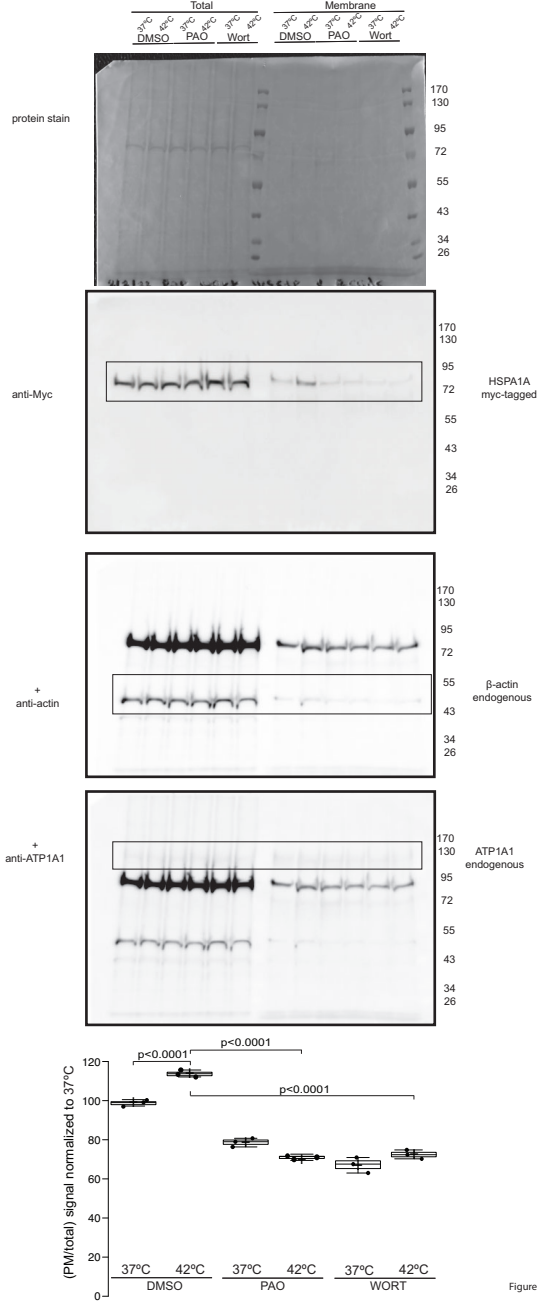 Total Membrane
37ºC 42ºC 37ºC 42ºC 37ºC 42ºC 37ºC 42ºC 37ºC 42ºC 37ºC 42ºC
DMSO PAO Wort DMSO PAO Wort
protein stain
170
130
95
72
55
43
34
26
anti-Myc
170
130
95
72
55
43
34
26
HSPA1A
myc-tagged
+
anti-actin
170
130
95
72
55
43
34
26
β-actin
endogenous
+
anti-ATP1A1
170
130
95
72
55
43
34
26
ATP1A1
endogenous
(PM/total) signal normalized to 37ºC
120
100
80
60
40
20
0
p<0.0001
p<0.0001
p<0.0001
37ºC 42ºC 37ºC 42ºC 37ºC 42ºC
DMSO PAO WORT
Figure